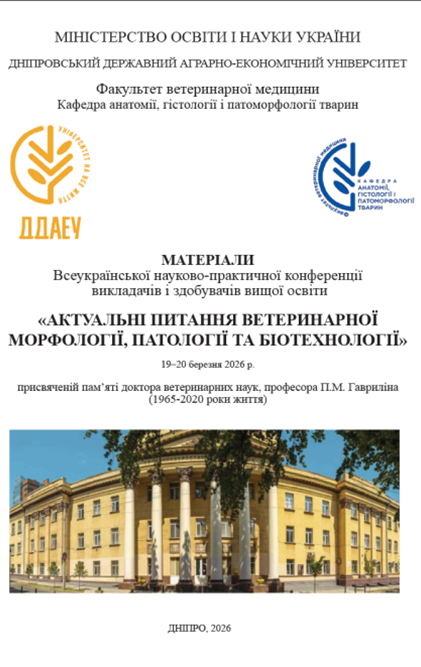 МІНІСТЕРСТВО ОСВІТИ І НАУКИ УКРАЇНИ
ДНІПРОВСЬКИЙ ДЕРЖАВНИЙ АГРАРНО-ЕКОНОМІЧНИЙ УНІВЕРСИТЕТ
Факультет ветеринарної медицини
Кафедра анатомії, гістології і патоморфології тварин
УНІВЕРСИТЕТ НА ВСЕ ЖИТТЯ
ДДАЕУ
Факультет ветеринарної медицини
КАФЕДРА
АНАТОМІЇ,
ГІСТОЛОГІЇ І
ПАТОМОРФОЛОГІЇ
ТВАРИН
МАТЕРІАЛИ
Всеукраїнської науково-практичної конференції
викладачів і здобувачів вищої освіти
«АКТУАЛЬНІ ПИТАННЯ ВЕТЕРИНАРНОЇ
МОРФОЛОГІЇ, ПАТОЛОГІЇ ТА БІОТЕХНОЛОГІЇ»
19–20 березня 2026 р.
присвяченій пам’яті доктора ветеринарних наук, професора П.М. Гавриліна
(1965-2020 роки життя)
ДНІПРО, 2026